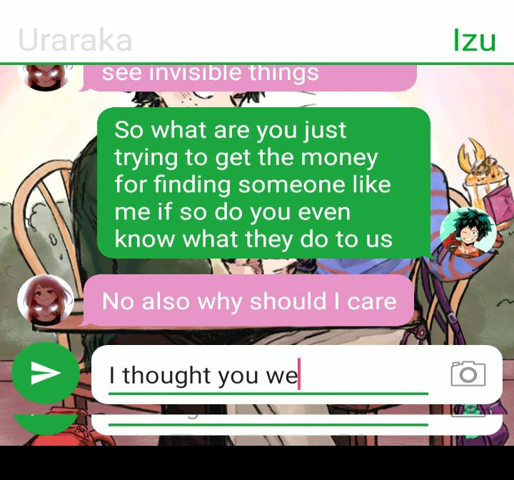 Uraraka
Izu
see invisible things
So what are you just
trying to get the money
for finding someone like
me if so do you even
know what they do to us
No also why should I care
I thought you we